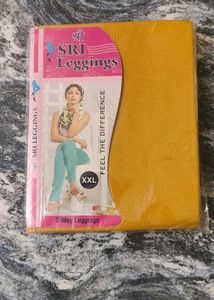 श्री
SRI
Leggings
SRI LEGGINGS
FEEL THE DIFFERENCE
XXL
2-Way Leggings